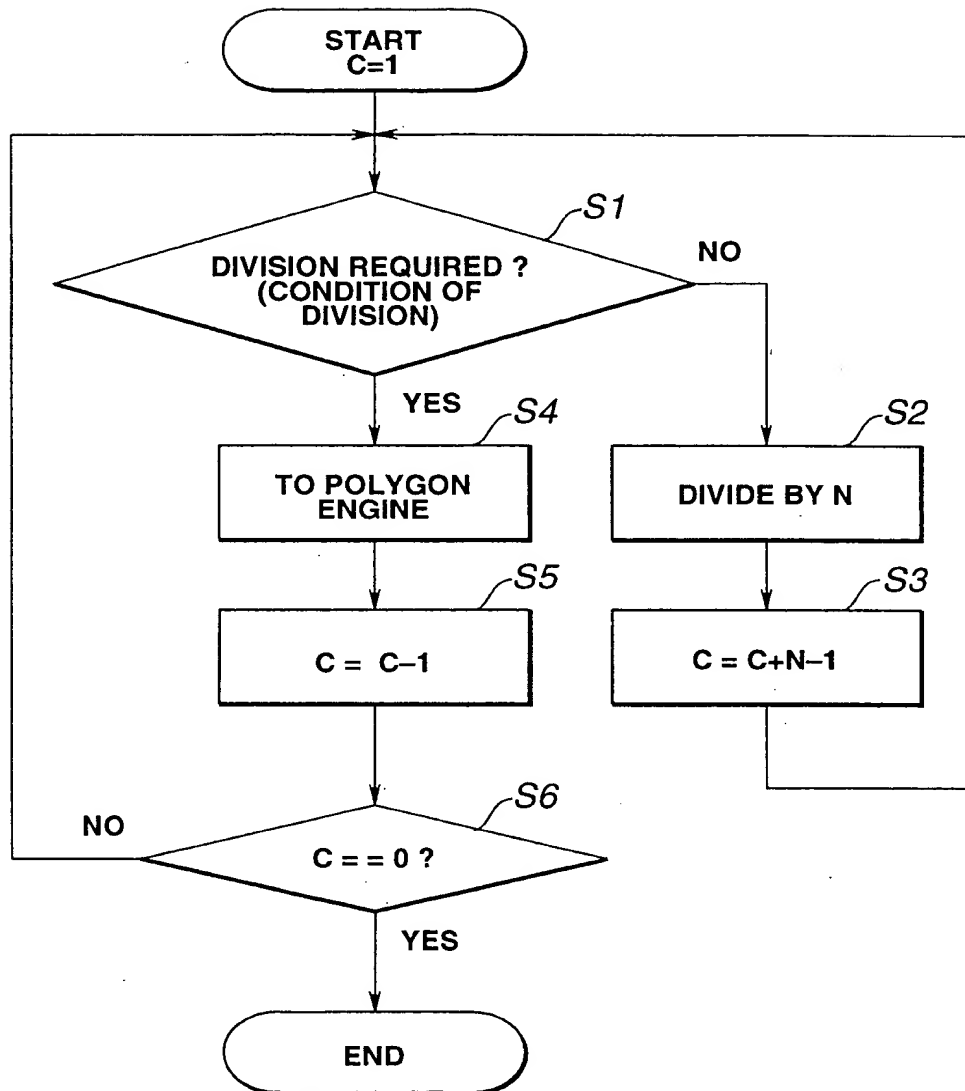 START
C=1
S1
DIVISION REQUIRED ?
(CONDITION OF
DIVISION)
NO
YES
S4
TO POLYGON
ENGINE
S2
DIVIDE BY N
S5
C = C–1
S3
C = C+N–1
S6
NO
C = = 0 ?
YES
END